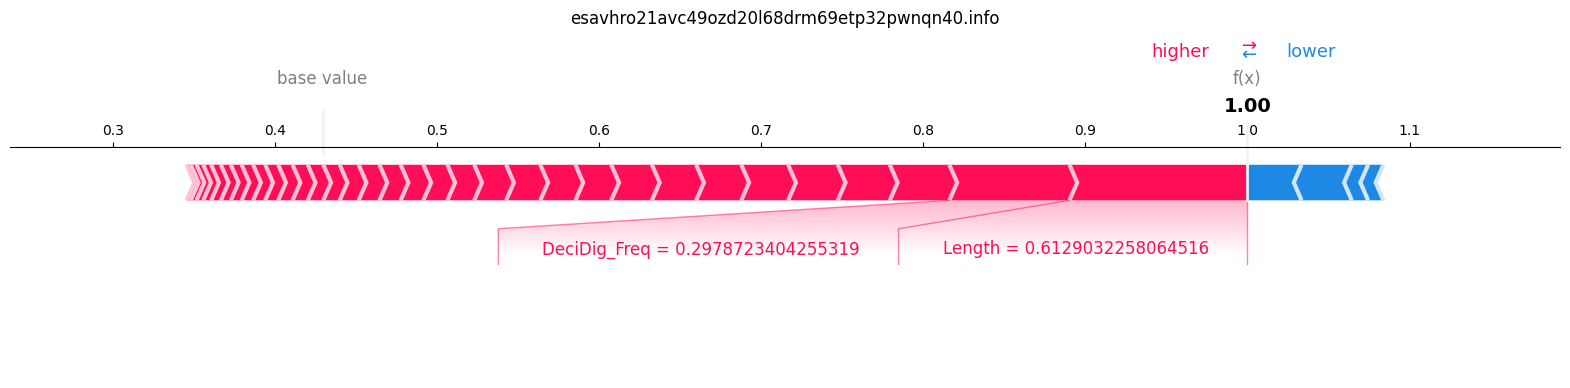 esavhro21avc49ozd20l68drm69etp32pwnqn40.info
higher → ← lower
base value f(x)
1.00
0.3 0.4 0.5 0.6 0.7 0.8 0.9 1.0 1.1
DeciDig_Freq = 0.2978723404255319 Length = 0.6129032258064516